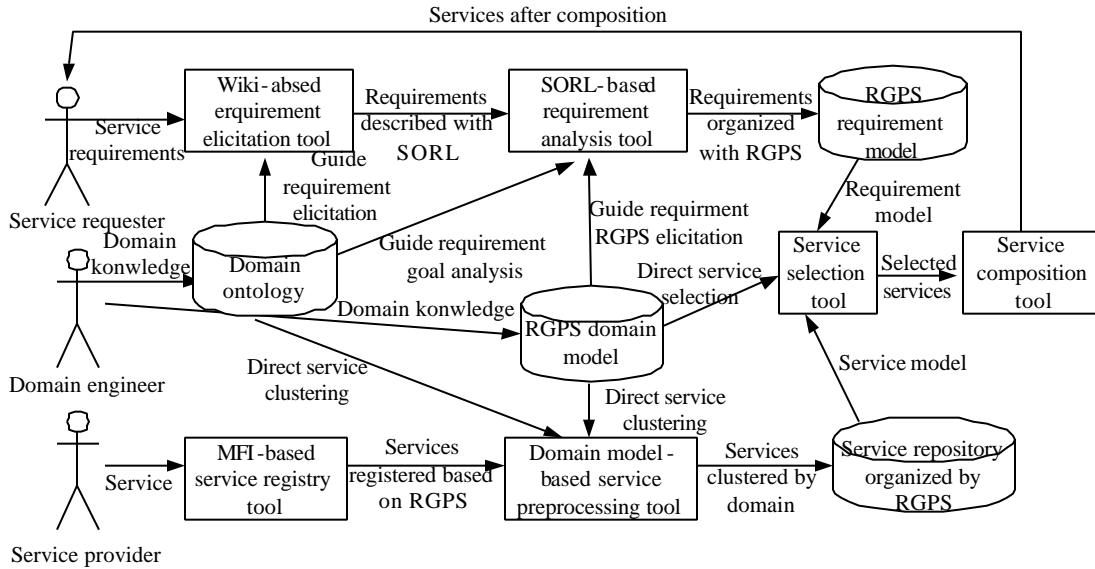 Services after composition
Wiki-absed
erquirement
elicitation tool
Requirements
described with
SORL
SORL-based
requirement
analysis tool
Requirements
organized
with RGPS
RGPS
requirement
model
Service
requirements
Service requester
Guide
requirement
elicitation
Guide requirement
goal analysis
Guide requirment
RGPS elicitation
Requirement
model
Domain
konwledge
Domain
ontology
Domain konwledge
RGPS domain
model
Direct service
selection
Service
selection
tool
Selected
services
Service
composition
tool
Domain engineer
Direct service
clustering
Direct service
clustering
Service model
Service
MFI-based
service registry
tool
Services
registered based
on RGPS
Domain model-
based service
preprocessing tool
Services
clustered by
domain
Service repository
organized by
RGPS
Service provider